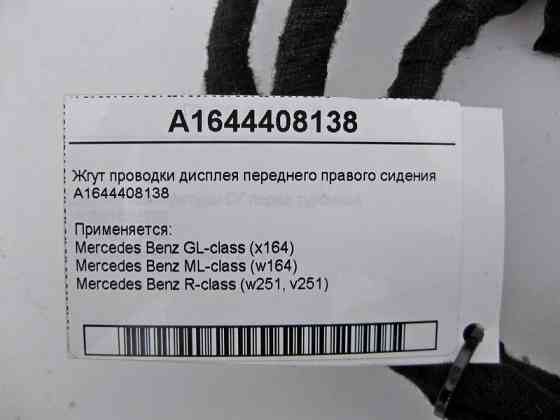 A1644408138
Жгут проводки дисплея переднего правого сидения
A1644408138
Применяется:
Mercedes Benz GL-class (x164)
Mercedes Benz ML-class (w164)
Mercedes Benz R-class (w251, v251)